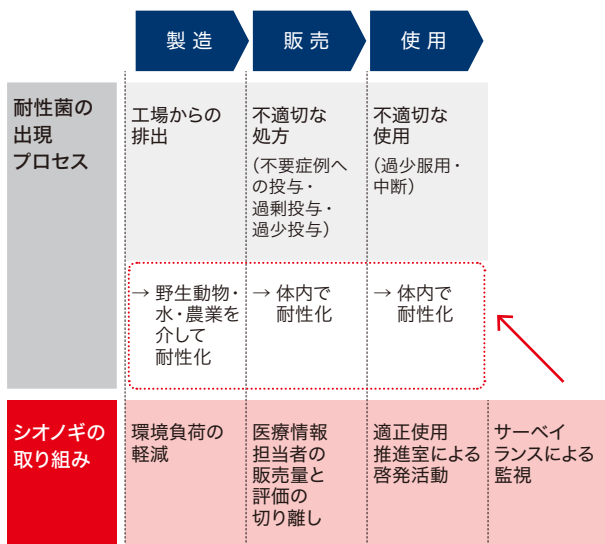 製造
販売
使用
耐性菌の
出現
プロセス
工場からの
排出
不適切な
処方
(不要症例へ
の投与・
過剰投与・
過少投与)
不適切な
使用
(過少服用・
中断)
→ 野生動物・
水・農業を
介して
耐性化
→ 体内で
耐性化
→ 体内で
耐性化
シオノギの
取り組み
環境負荷の
軽減
医療情報
担当者の
販売量と
評価の
切り離し
適正使用
推進室による
啓発活動
サーベイ
ランスによる
監視